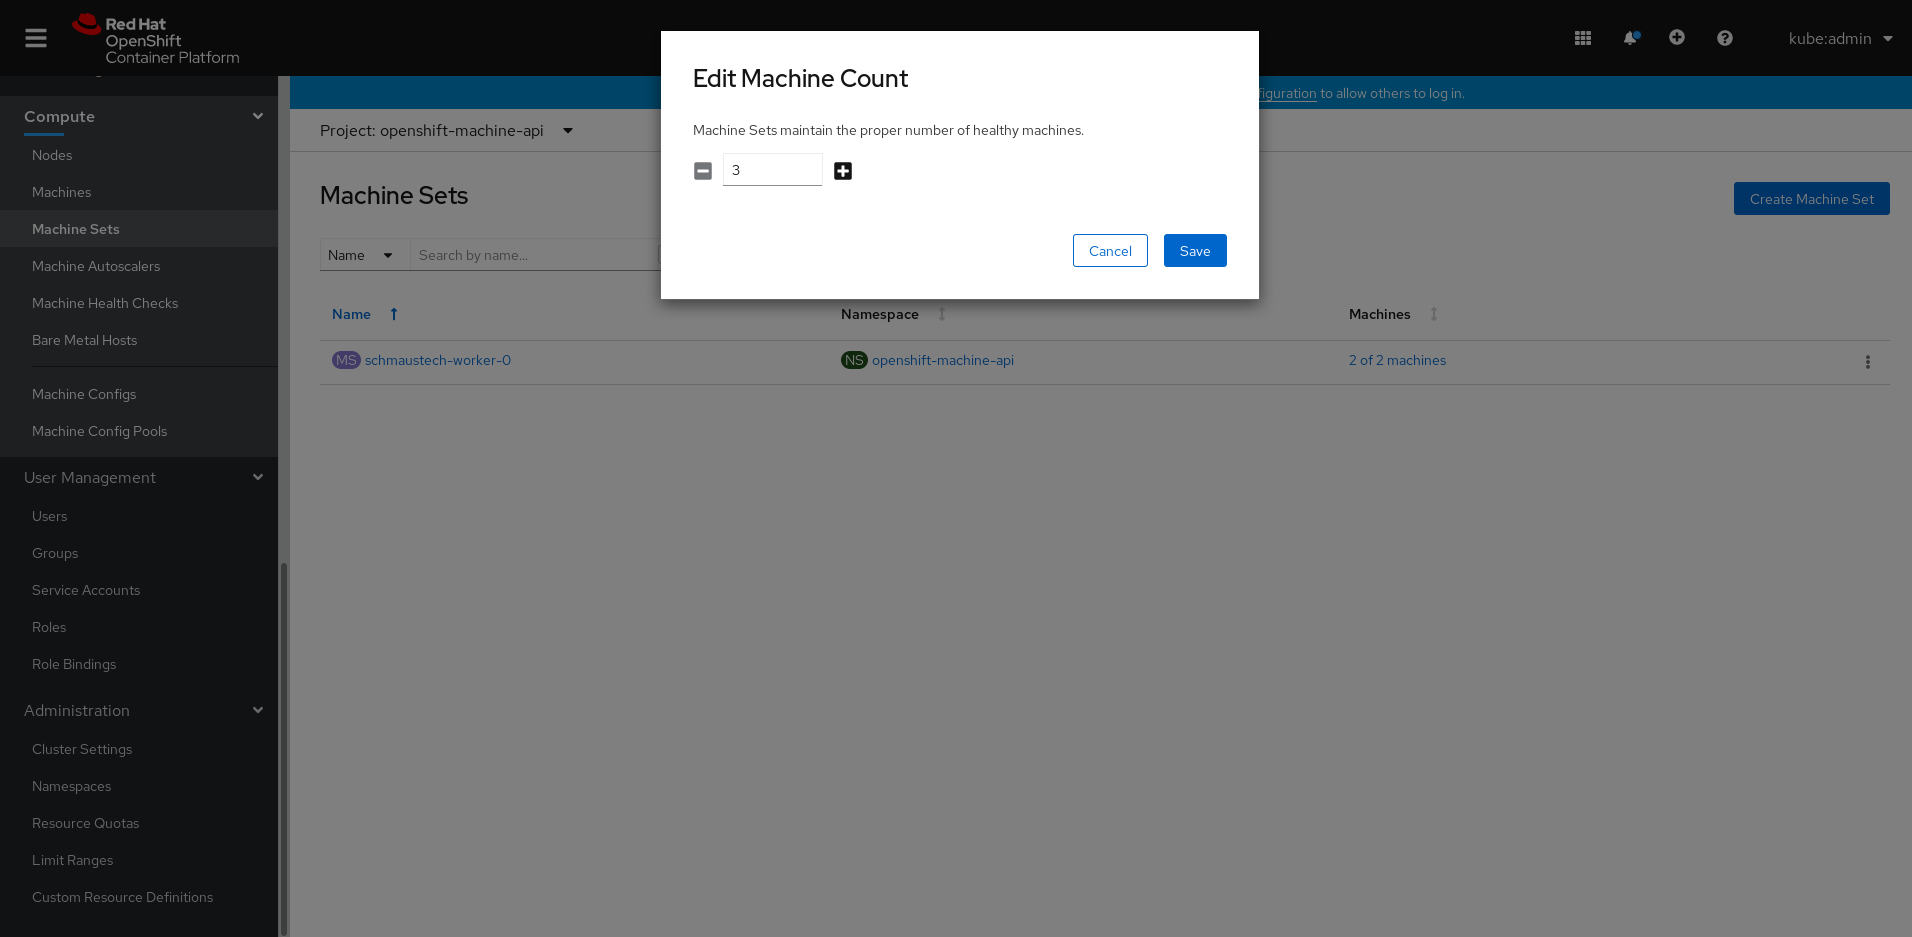 Red Hat
OpenShift
Container Platform
kube:admin
figuration to allow others to log in.
Compute
Nodes
Machines
Machine Sets
Machine Autoscalers
Machine Health Checks
Bare Metal Hosts
Machine Configs
Machine Config Pools
User Management
Users
Groups
Service Accounts
Roles
Role Bindings
Administration
Cluster Settings
Namespaces
Resource Quotas
Limit Ranges
Custom Resource Definitions
Project: openshift-machine-api
Machine Sets
Create Machine Set
Name
Search by name...
Name Namespace Machines
MS schmaustech-worker-0 NS openshift-machine-api 2 of 2 machines
Edit Machine Count
Machine Sets maintain the proper number of healthy machines.
3
Cancel Save